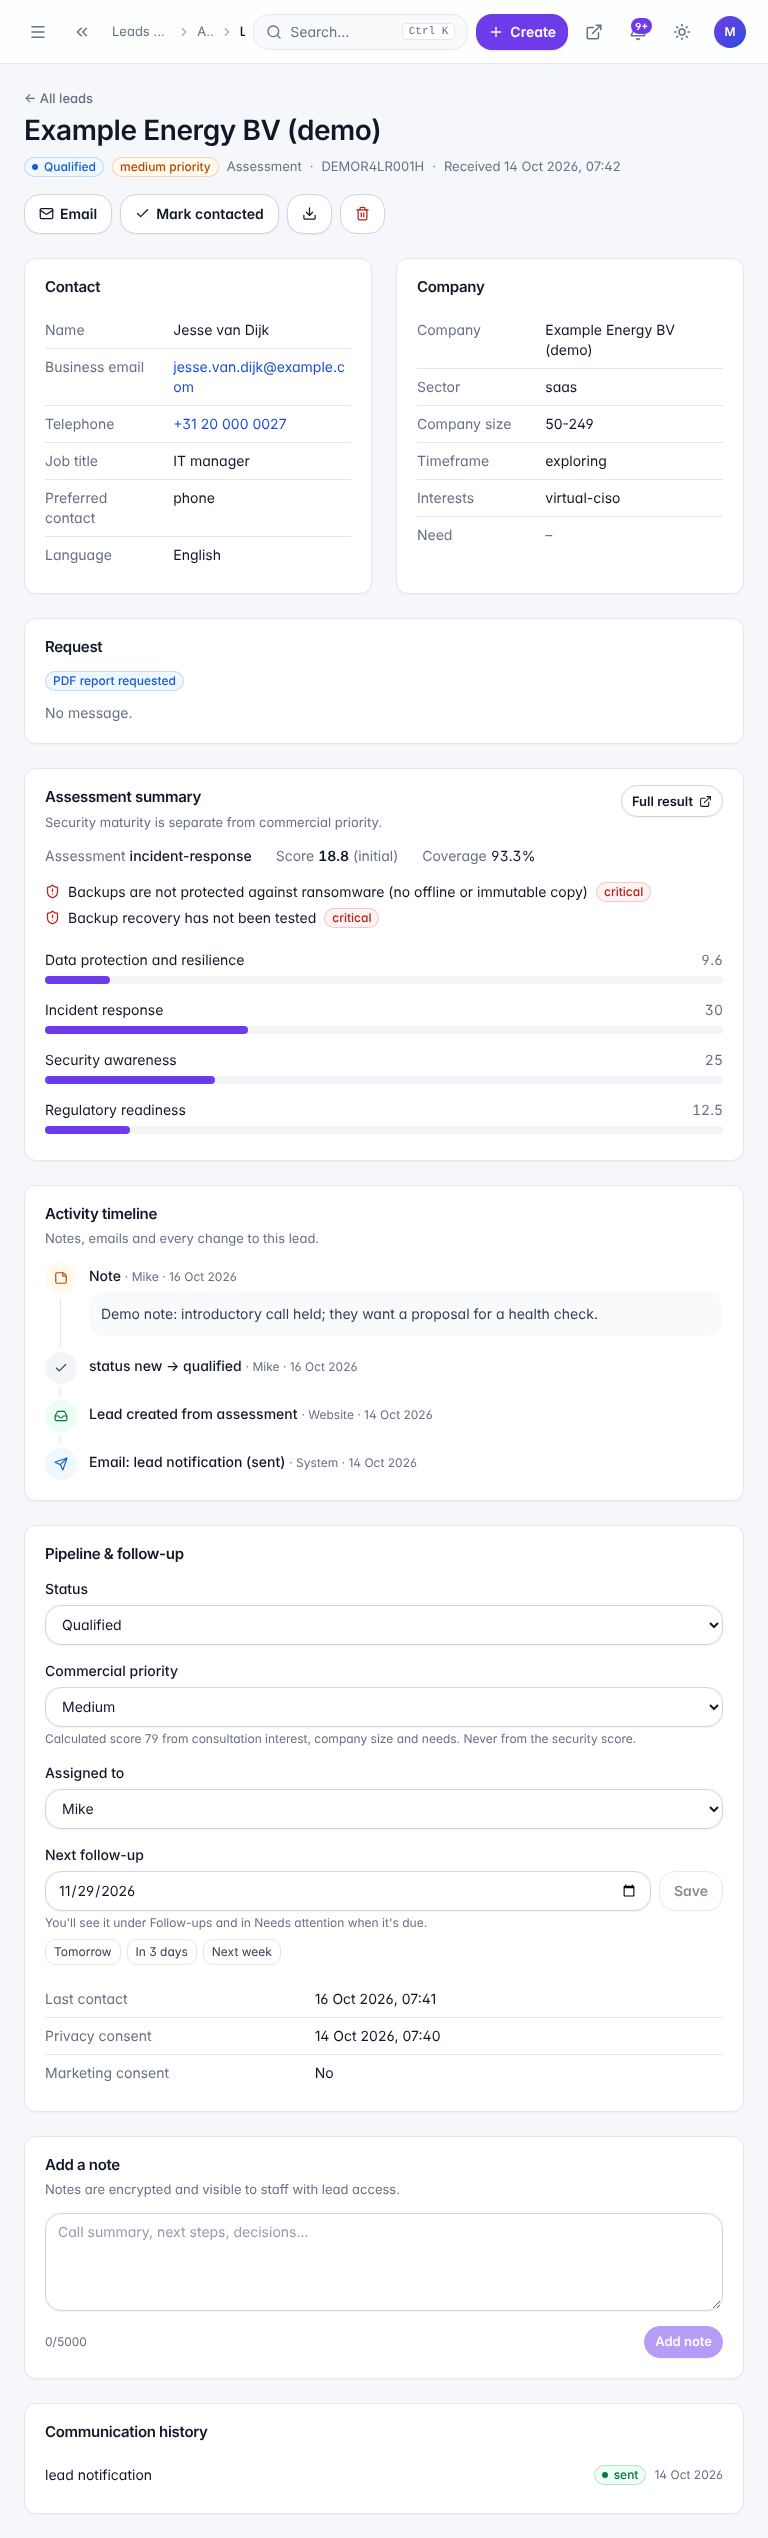 Leads ... > A.. > L
Search... Ctrl K
+ Create
9+
M
← All leads
Example Energy BV (demo)
Qualified medium priority Assessment · DEMOR4LR001H · Received 14 Oct 2026, 07:42
Email Mark contacted
Contact
Name Jesse van Dijk
Business email jesse.van.dijk@example.c
om
Telephone +31 20 000 0027
Job title IT manager
Preferred phone
contact
Language English
Company
Company Example Energy BV
(demo)
Sector saas
Company size 50-249
Timeframe exploring
Interests virtual-ciso
Need –
Request
PDF report requested
No message.
Assessment summary
Full result
Security maturity is separate from commercial priority.
Assessment incident-response Score 18.8 (initial) Coverage 93.3%
Backups are not protected against ransomware (no offline or immutable copy) critical
Backup recovery has not been tested critical
Data protection and resilience 9.6
Incident response 30
Security awareness 25
Regulatory readiness 12.5
Activity timeline
Notes, emails and every change to this lead.
Note · Mike · 16 Oct 2026
Demo note: introductory call held; they want a proposal for a health check.
status new → qualified · Mike · 16 Oct 2026
Lead created from assessment · Website · 14 Oct 2026
Email: lead notification (sent) · System · 14 Oct 2026
Pipeline & follow-up
Status
Qualified
Commercial priority
Medium
Calculated score 79 from consultation interest, company size and needs. Never from the security score.
Assigned to
Mike
Next follow-up
11/29/2026 Save
You'll see it under Follow-ups and in Needs attention when it's due.
Tomorrow In 3 days Next week
Last contact 16 Oct 2026, 07:41
Privacy consent 14 Oct 2026, 07:40
Marketing consent No
Add a note
Notes are encrypted and visible to staff with lead access.
Call summary, next steps, decisions...
0/5000 Add note
Communication history
lead notification sent 14 Oct 2026